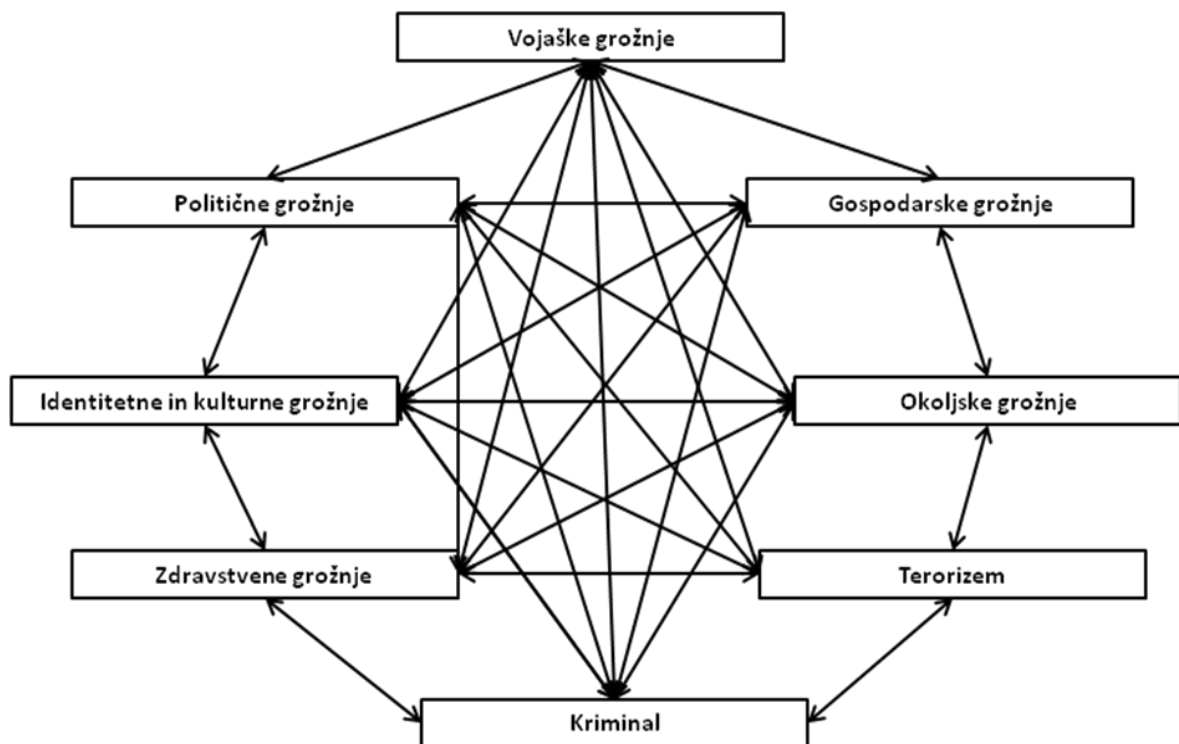 Vojaške grožnje
Politične grožnje
Gospodarske grožnje
Identitetne in kulturne grožnje
Okoljske grožnje
Zdravstvene grožnje
Terorizem
Kriminal